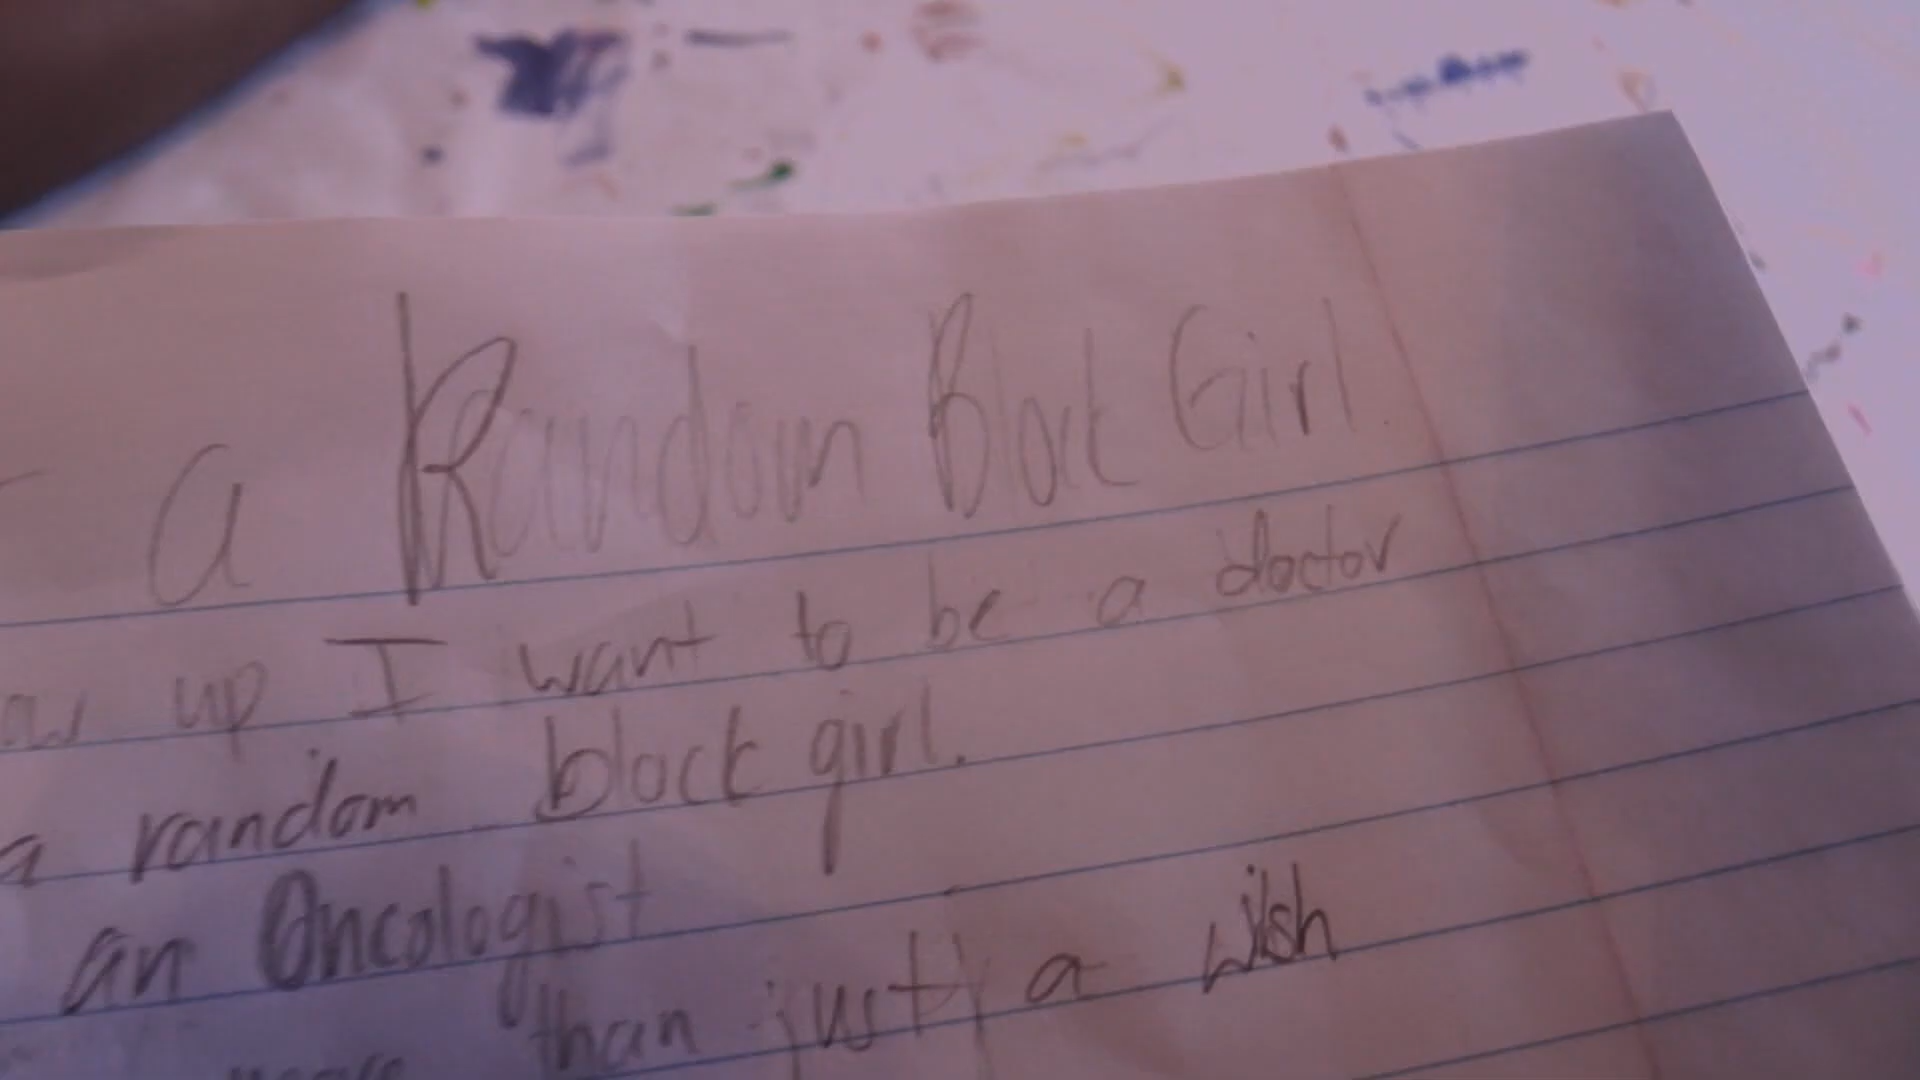 a Random Black Girl
up I want to be a doctor
a random black girl.
an Oncologist
than just a wish